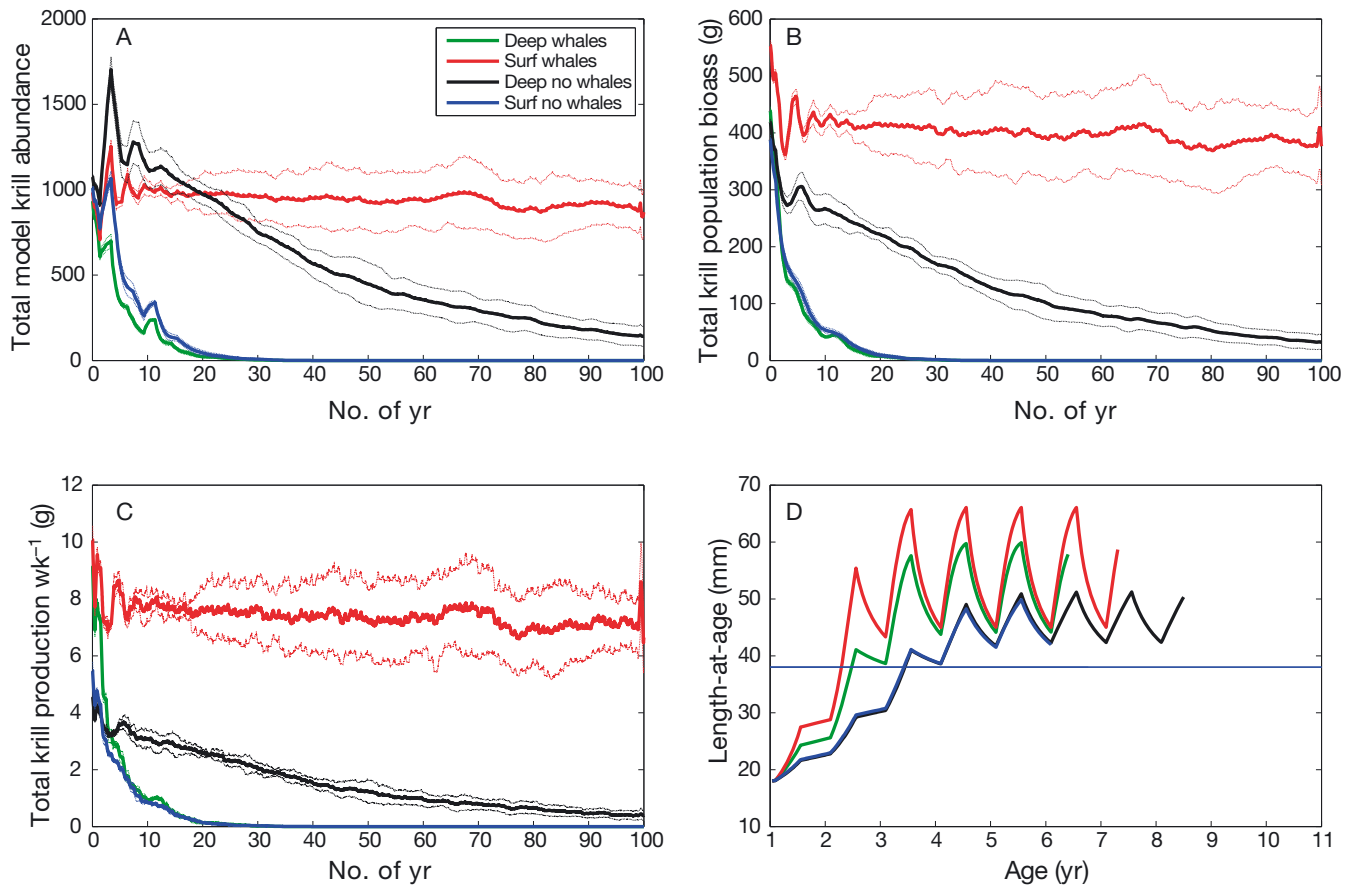 A
Total model krill abundance
2000
1500
1000
500
0
0 10 20 30 40 50 60 70 80 90 100
No. of yr
Deep whales
Surf whales
Deep no whales
Surf no whales
B
Total krill population bioass (g)
600
500
400
300
200
100
0
0 10 20 30 40 50 60 70 80 90 100
No. of yr
C
Total krill production wk⁻¹ (g)
12
10
8
6
4
2
0
0 10 20 30 40 50 60 70 80 90 100
No. of yr
D
Length-at-age (mm)
70
60
50
40
30
20
10
1 2 3 4 5 6 7 8 9 10 11
Age (yr)